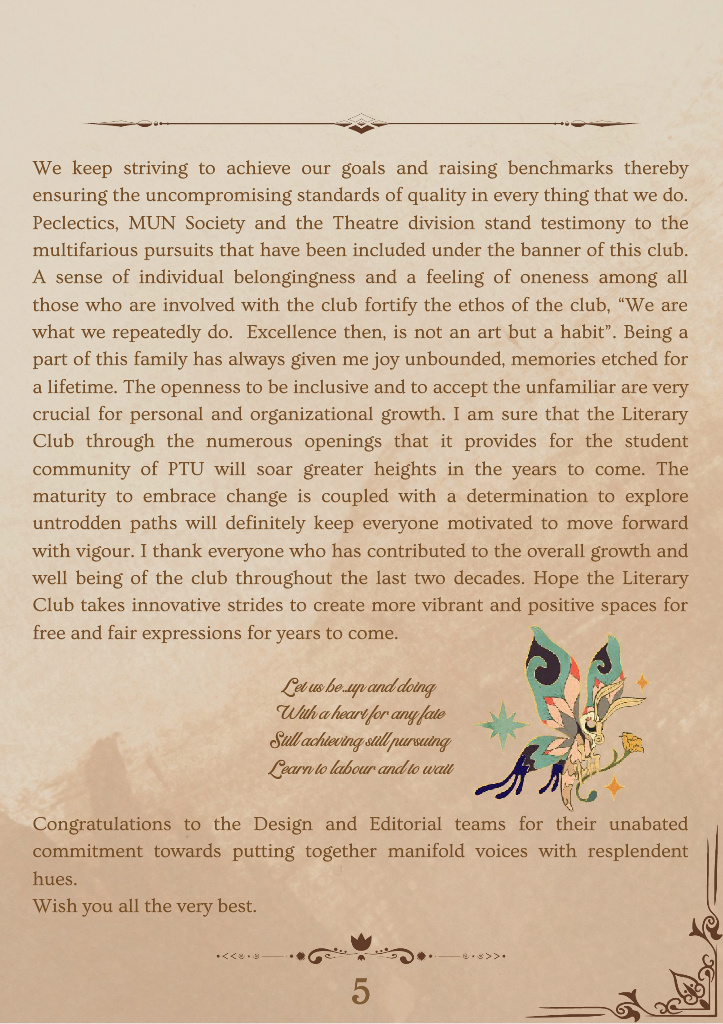 We keep striving to achieve our goals and raising benchmarks thereby
ensuring the uncompromising standards of quality in every thing that we do.
Peclectics, MUN Society and the Theatre division stand testimony to the
multifarious pursuits that have been included under the banner of this club.
A sense of individual belongingness and a feeling of oneness among all
those who are involved with the club fortify the ethos of the club, “We are
what we repeatedly do.  Excellence then, is not an art but a habit”. Being a
part of this family has always given me joy unbounded, memories etched for
a lifetime. The openness to be inclusive and to accept the unfamiliar are very
crucial for personal and organizational growth. I am sure that the Literary
Club through the numerous openings that it provides for the student
community of PTU will soar greater heights in the years to come. The
maturity to embrace change is coupled with a determination to explore
untrodden paths will definitely keep everyone motivated to move forward
with vigour. I thank everyone who has contributed to the overall growth and
well being of the club throughout the last two decades. Hope the Literary
Club takes innovative strides to create more vibrant and positive spaces for
free and fair expressions for years to come.
Let us be..up and doing
With a heart for any fate
Still achieving still pursuing
Learn to labour and to wait
Congratulations to the Design and Editorial teams for their unabated
commitment towards putting together manifold voices with resplendent
hues.
Wish you all the very best.
5